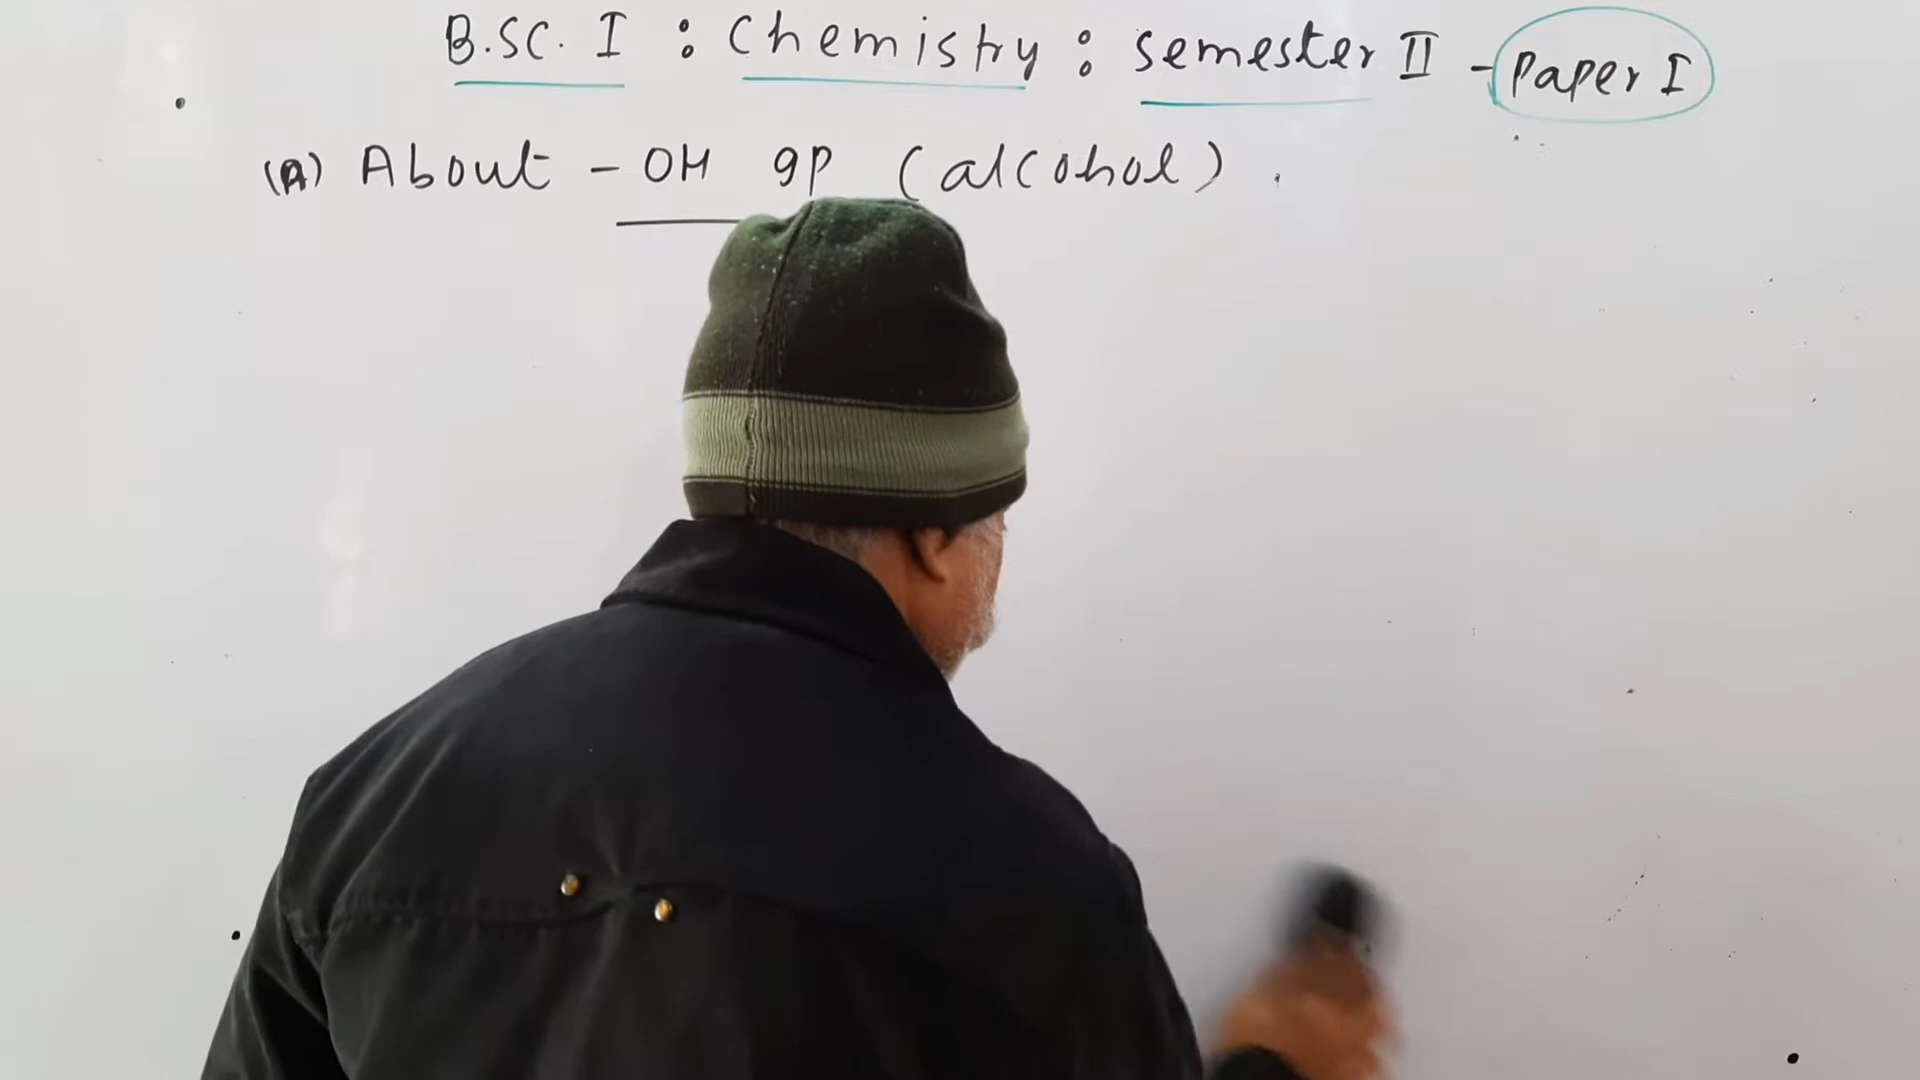 B.SC. I : Chemistry : semester II - Paper I
(A) About - OH gp (alcohol).